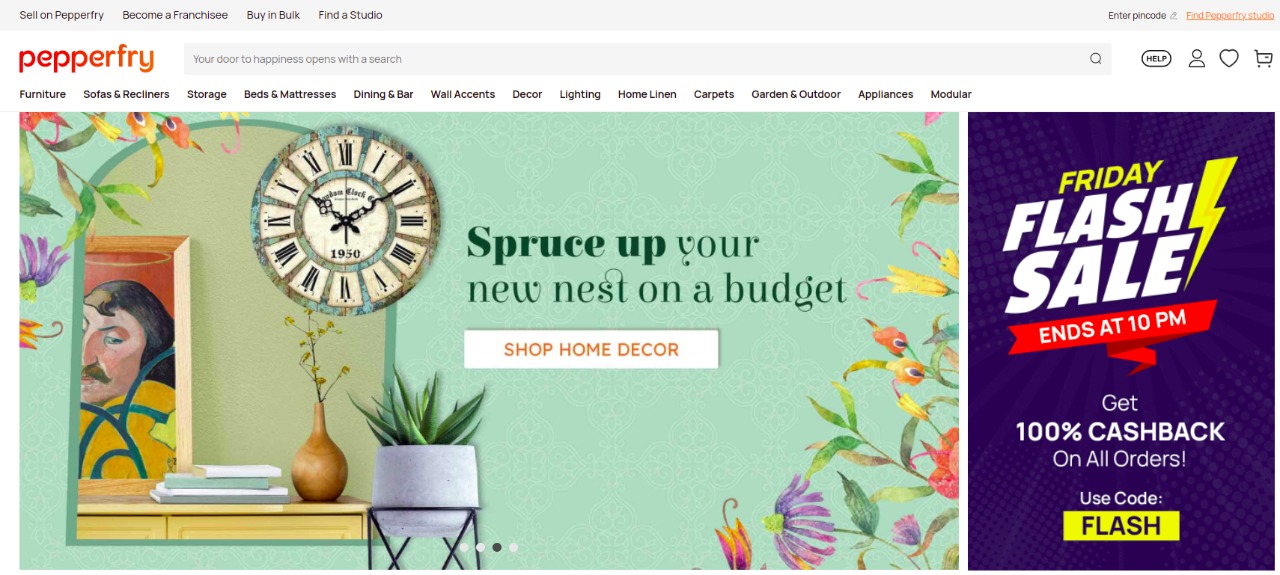 Sell on Pepperfry Become a Franchisee Buy in Bulk Find a Studio Enter pincode Find Pepperfry studio
pepperfry Your door to happiness opens with a search HELP
Furniture Sofas & Recliners Storage Beds & Mattresses Dining & Bar Wall Accents Decor Lighting Home Linen Carpets Garden & Outdoor Appliances Modular
1950
Spruce up your
new nest on a budget
SHOP HOME DECOR
FRIDAY
FLASH
SALE
ENDS AT 10 PM
Get
100% CASHBACK
On All Orders!
Use Code:
FLASH